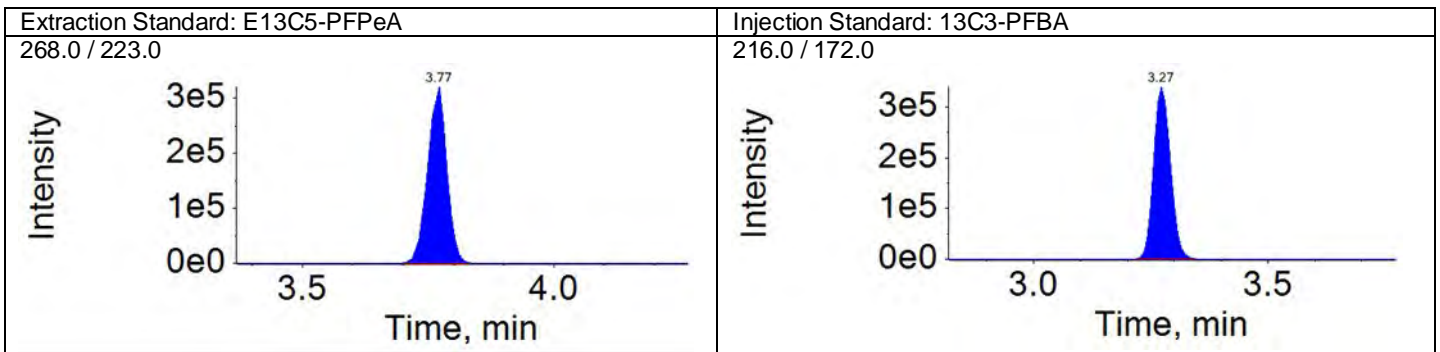 Extraction Standard: E13C5-PFPeA
268.0 / 223.0
3.77
3e5
2e5
1e5
0e0
Intensity
3.5 4.0
Time, min
Injection Standard: 13C3-PFBA
216.0 / 172.0
3.27
3e5
2e5
1e5
0e0
Intensity
3.0 3.5
Time, min